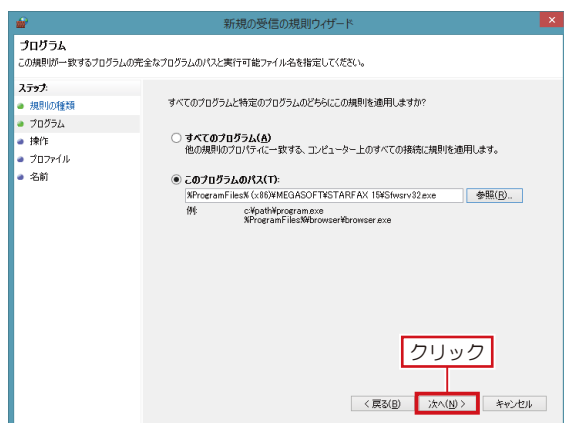 新規の受信の規則ウィザード
プログラム
この規則が一致するプログラムの完全なプログラムのパスと実行可能ファイル名を指定してください。
ステップ:
規則の種類
プログラム
操作
プロファイル
名前
すべてのプログラムと特定のプログラムのどちらにこの規則を適用しますか?
すべてのプログラム(A)
他の規則のプロパティに一致する、コンピューター上のすべての接続に規則を適用します。
このプログラムのパス(T):
%ProgramFiles% (x86)¥MEGASOFT¥STARFAX 15¥Sfwsrv32.exe
参照(R)...
例:
c:¥path¥program.exe
%ProgramFiles%¥browser¥browser.exe
クリック
< 戻る(B)
次へ(N) >
キャンセル